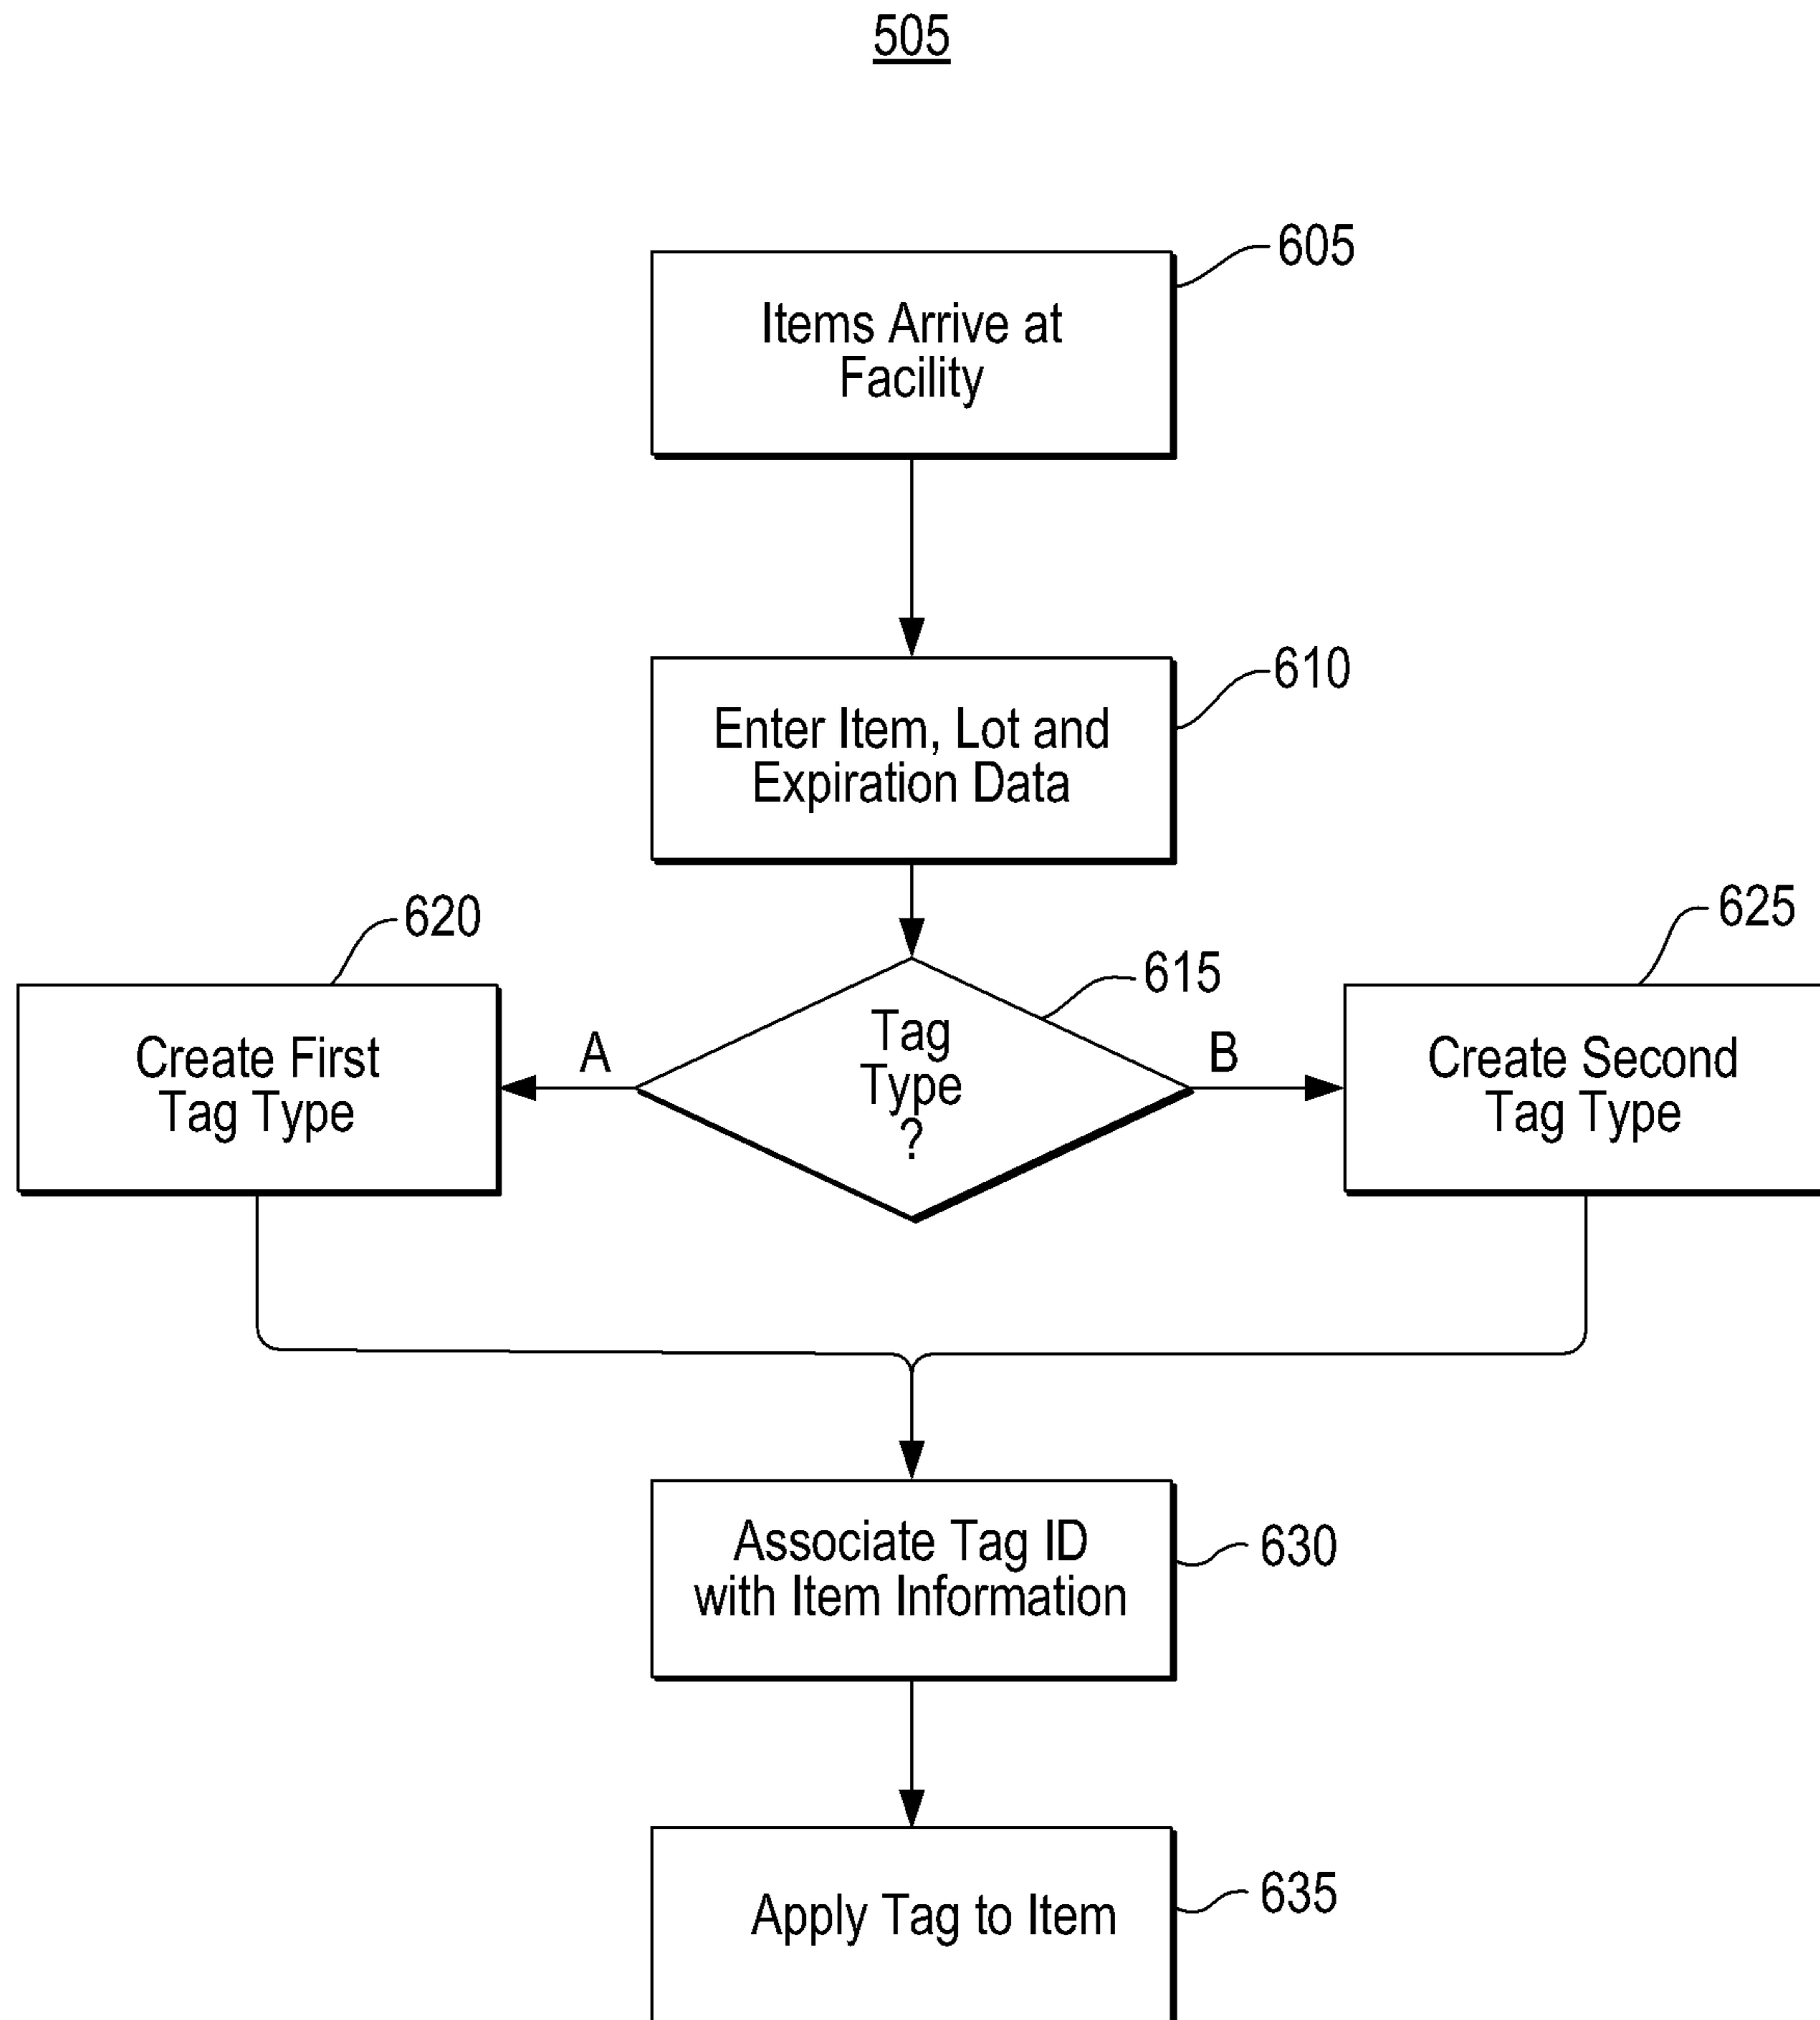 505
605
Items Arrive at
Facility
610
Enter Item, Lot and
Expiration Data
620
625
615
Create First
Tag Type
A
Tag
Type
?
B
Create Second
Tag Type
Associate Tag ID
with Item Information
630
Apply Tag to Item
635